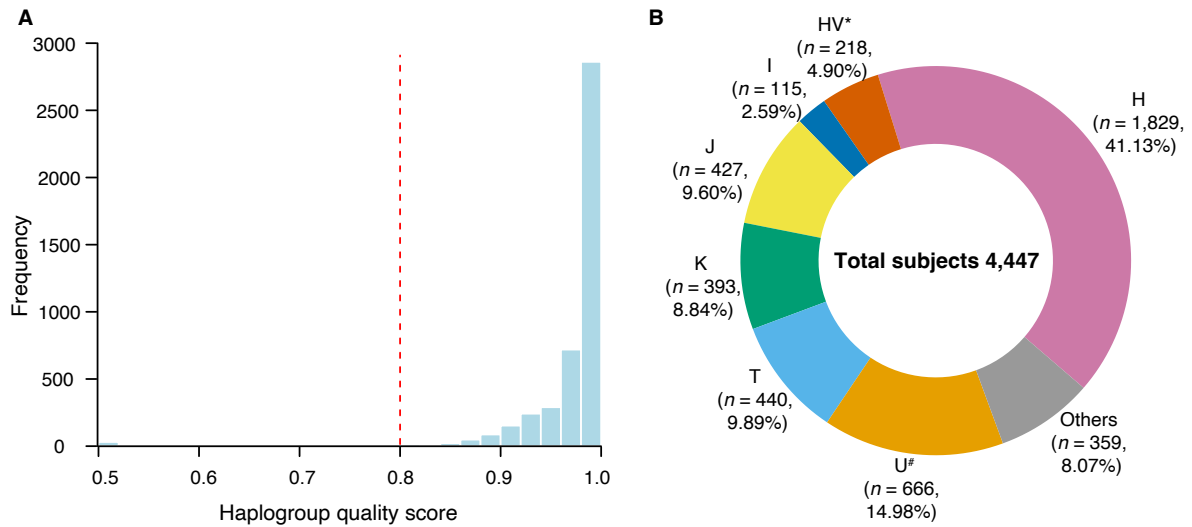 A
3000
2500
2000
1500
1000
500
0
Frequency
0.5
0.6
0.7
0.8
0.9
1.0
Haplogroup quality score
B
HV*
(n = 218,
4.90%)
I
(n = 115,
2.59%)
H
(n = 1,829,
41.13%)
J
(n = 427,
9.60%)
Total subjects 4,447
K
(n = 393,
8.84%)
T
(n = 440,
9.89%)
Others
(n = 359,
8.07%)
U#
(n = 666,
14.98%)